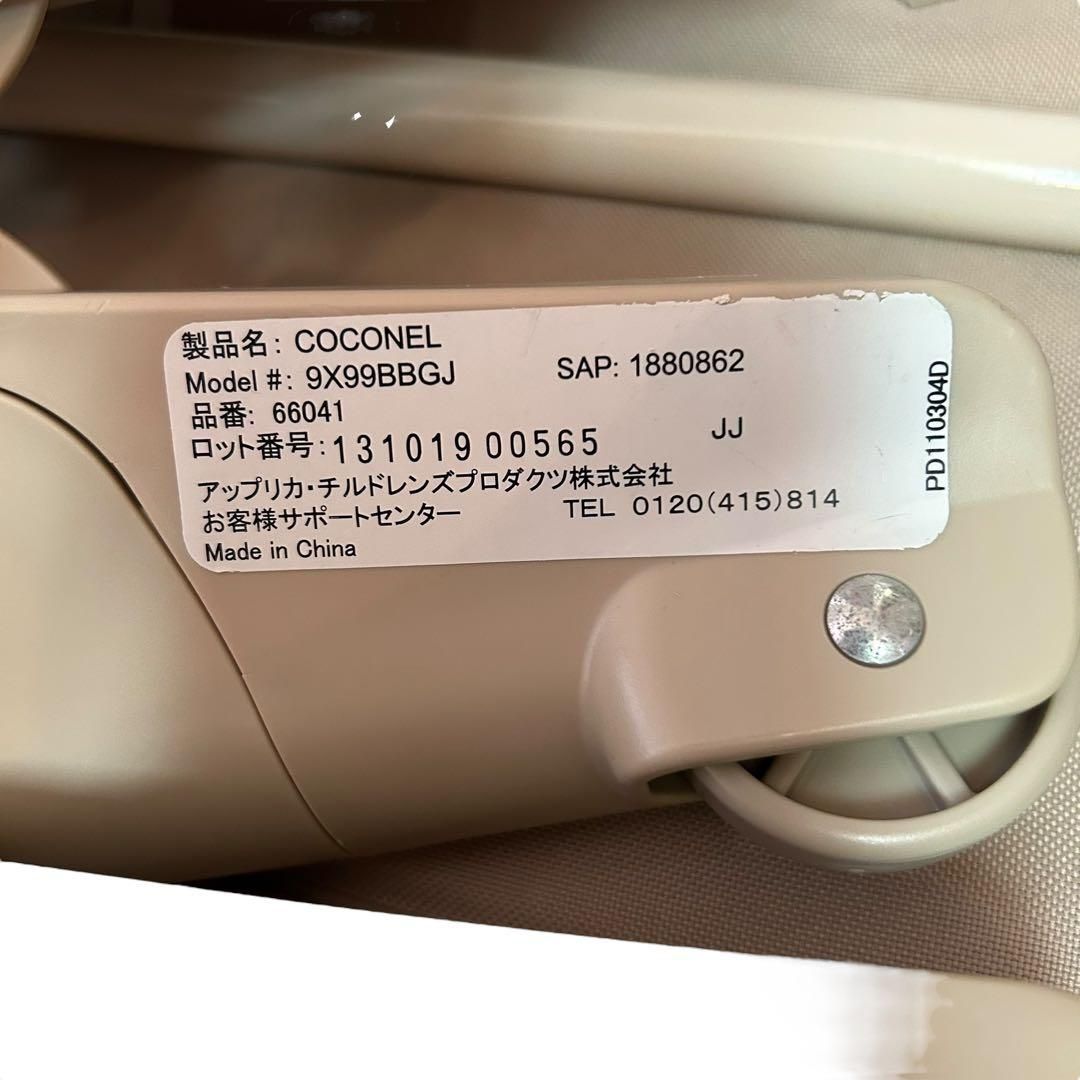 製品名: COCONEL
Model #: 9X99BBGJ SAP: 1880862
品番: 66041
ロット番号: 131019 00565 JJ
アップリカ・チルドレンズプロダクツ株式会社
お客様サポートセンター TEL 0120(415)814
Made in China
PD110304D